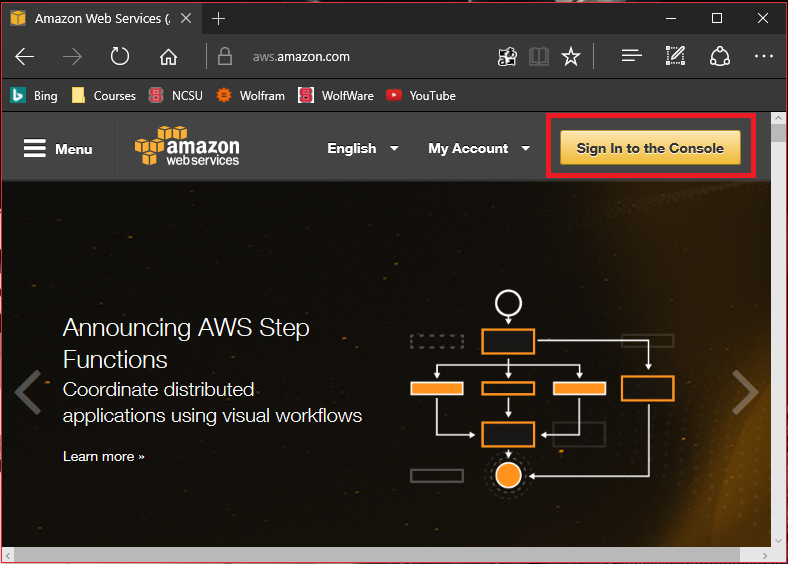 Amazon Web Services (A
aws.amazon.com
Bing Courses NCSU Wolfram WolfWare YouTube
Menu
amazon
web services
English
My Account
Sign In to the Console
Announcing AWS Step
Functions
Coordinate distributed
applications using visual workflows
Learn more »